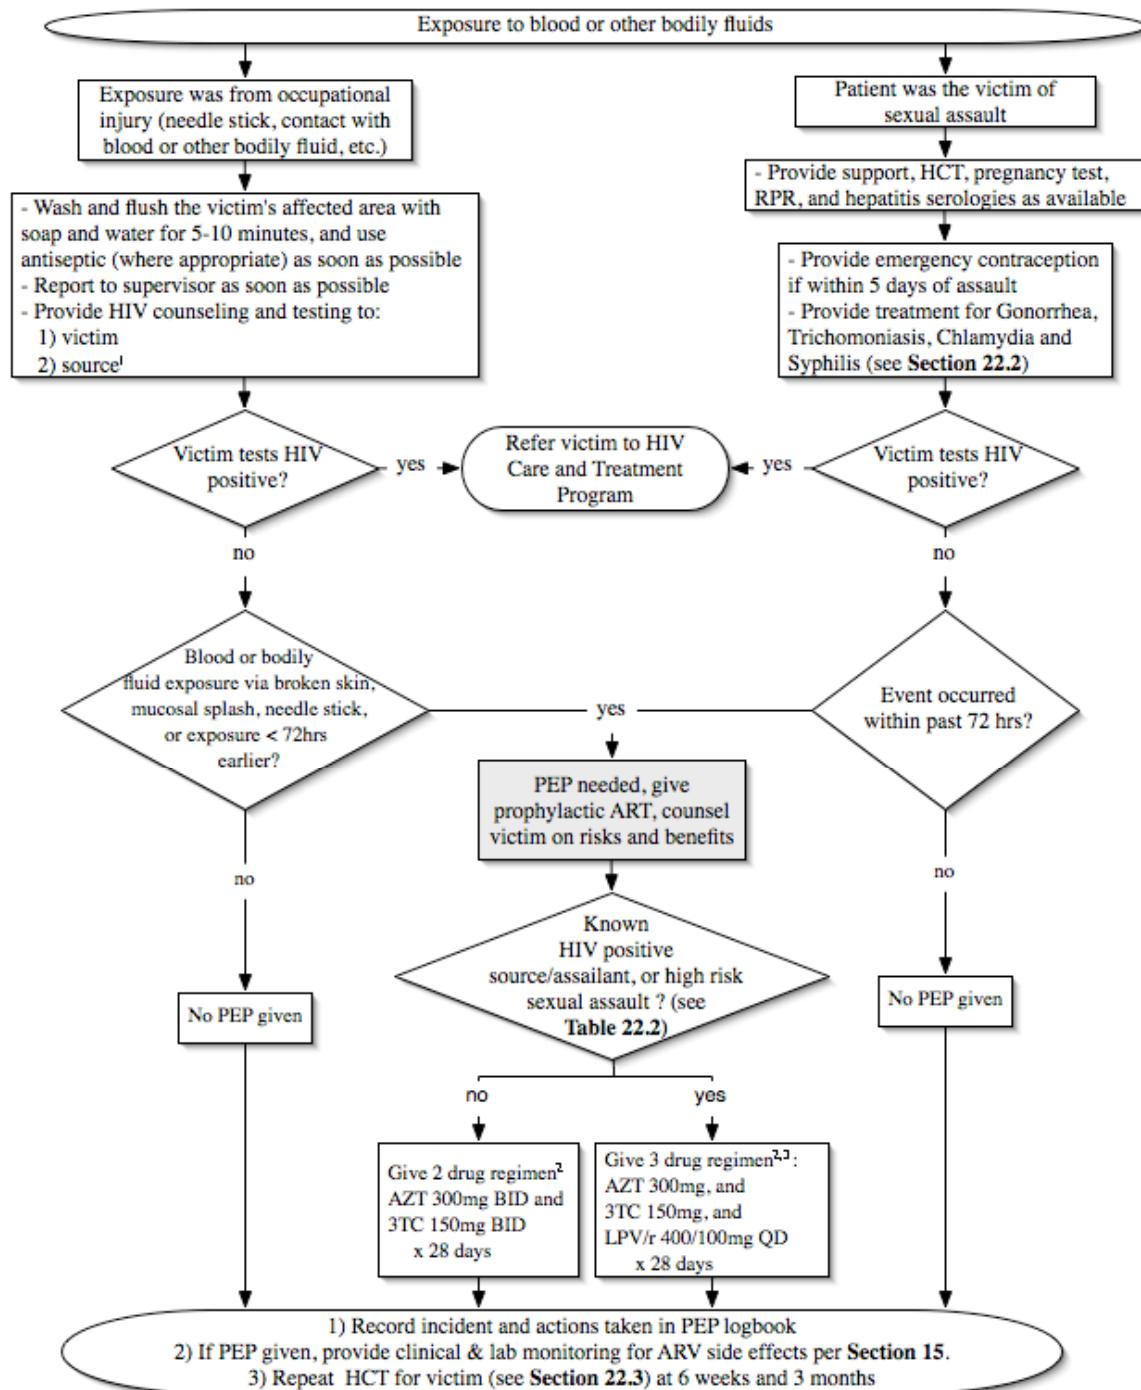 Exposure to blood or other bodily fluids
Exposure was from occupational
injury (needle stick, contact with
blood or other bodily fluid, etc.)
Patient was the victim of
sexual assault
- Wash and flush the victim's affected area with
soap and water for 5-10 minutes, and use
antiseptic (where appropriate) as soon as possible
- Report to supervisor as soon as possible
- Provide HIV counseling and testing to:
1) victim
2) source¹
- Provide support, HCT, pregnancy test,
RPR, and hepatitis serologies as available
- Provide emergency contraception
if within 5 days of assault
- Provide treatment for Gonorrhea,
Trichomoniasis, Chlamydia and
Syphilis (see Section 22.2)
Victim tests HIV
positive?
yes
Refer victim to HIV
Care and Treatment
Program
yes
Victim tests HIV
positive?
no
no
Blood or bodily
fluid exposure via broken skin,
mucosal splash, needle stick,
or exposure < 72hrs
earlier?
yes
Event occurred
within past 72 hrs?
PEP needed, give
prophylactic ART, counsel
victim on risks and benefits
no
no
Known
HIV positive
source/assailant, or high risk
sexual assault ? (see
Table 22.2)
No PEP given
No PEP given
no
yes
Give 2 drug regimen²
AZT 300mg BID and
3TC 150mg BID
x 28 days
Give 3 drug regimen²,³:
AZT 300mg, and
3TC 150mg, and
LPV/r 400/100mg QD
x 28 days
1) Record incident and actions taken in PEP logbook
2) If PEP given, provide clinical & lab monitoring for ARV side effects per Section 15.
3) Repeat HCT for victim (see Section 22.3) at 6 weeks and 3 months